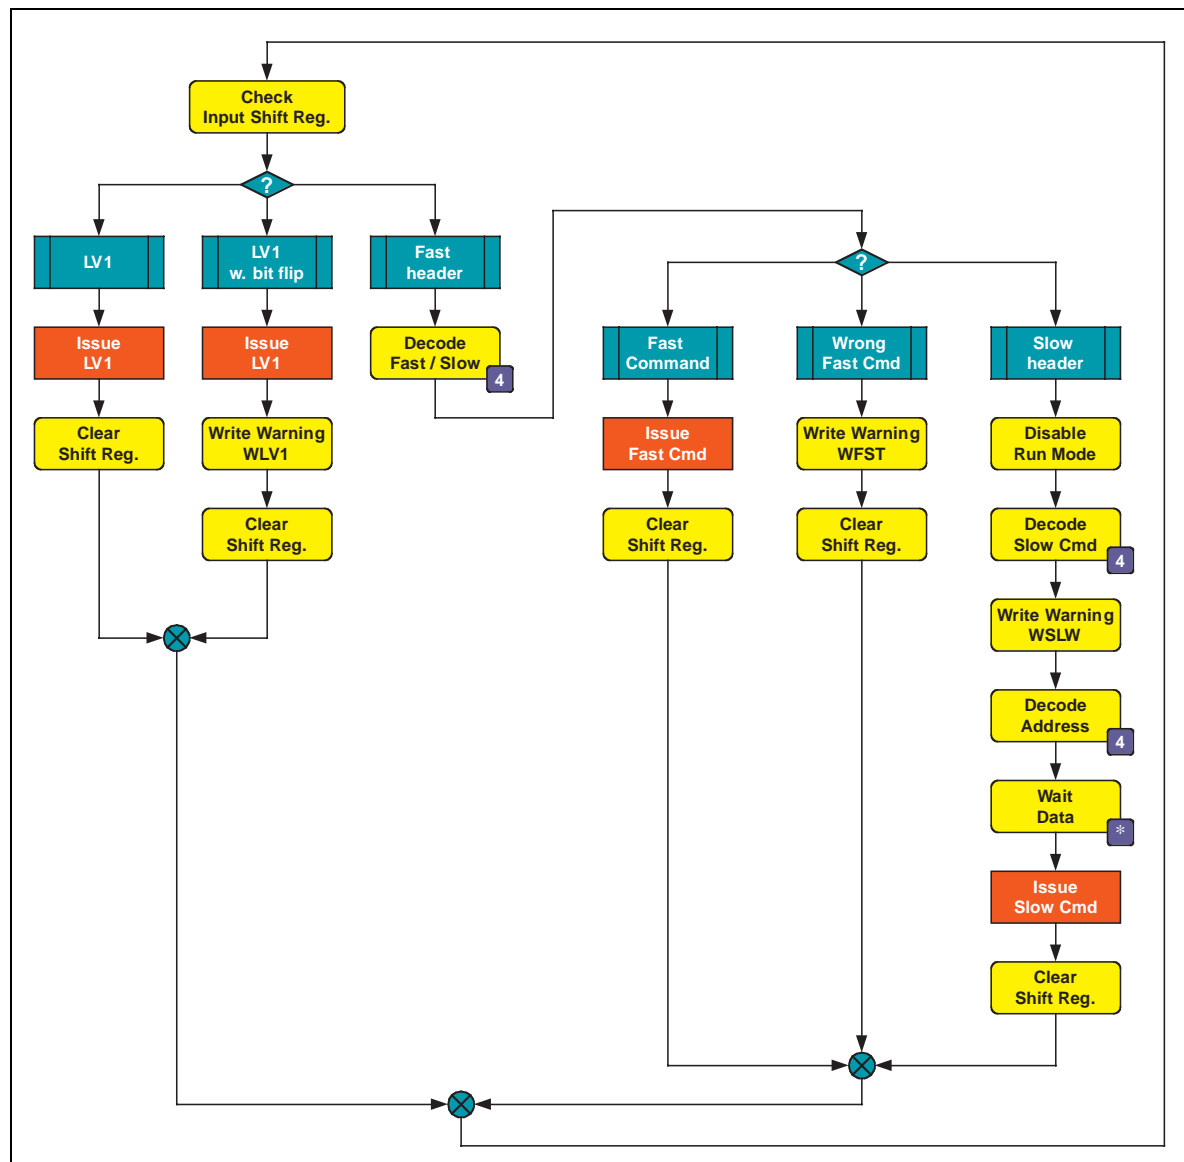 Check
Input Shift Reg.
?
LV1
LV1
w. bit flip
Fast
header
Issue
LV1
Issue
LV1
Decode
Fast / Slow
4
Clear
Shift Reg.
Write Warning
WLV1
Clear
Shift Reg.
?
Fast
Command
Wrong
Fast Cmd
Slow
header
Issue
Fast Cmd
Write Warning
WFST
Disable
Run Mode
Clear
Shift Reg.
Clear
Shift Reg.
Decode
Slow Cmd
4
Write Warning
WSLW
Decode
Address
4
Wait
Data
*
Issue
Slow Cmd
Clear
Shift Reg.